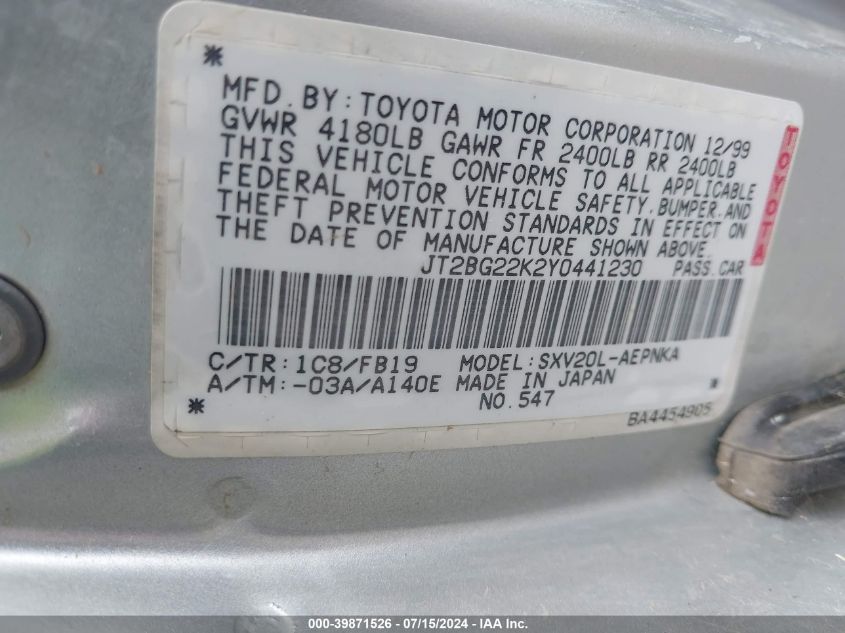 MFD. BY: TOYOTA MOTOR CORPORATION 12/99
GVWR 4180LB GAWR FR 2400LB RR 2400LB
THIS VEHICLE CONFORMS TO ALL APPLICABLE
FEDERAL MOTOR VEHICLE SAFETY, BUMPER, AND
THEFT PREVENTION STANDARDS IN EFFECT ON
THE DATE OF MANUFACTURE SHOWN ABOVE.
JT2BG22K2Y0441230 PASS. CAR
TOYOTA
C/TR: 1C8/FB19 MODEL: SXV20L-AEPNKA
A/TM: -03A/A140E MADE IN JAPAN
NO. 547
BA4454905
000-39871526 - 07/15/2024 - IAA Inc.